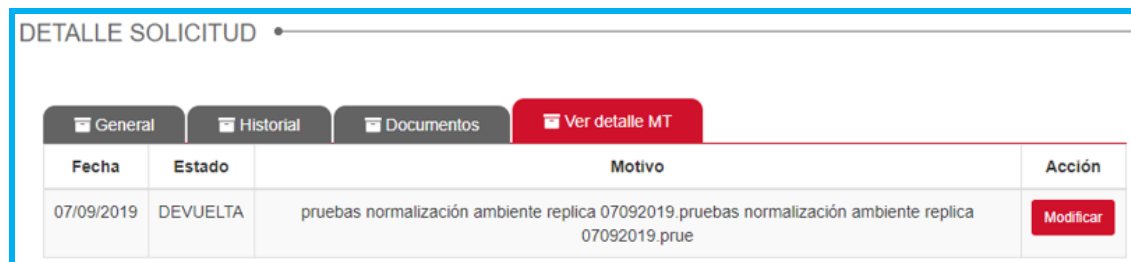 DETALLE SOLICITUD
General Historial Documentos Ver detalle MT
Fecha Estado Motivo Acción
07/09/2019 DEVUELTA pruebas normalización ambiente replica 07092019.pruebas normalización ambiente replica Modificar
07092019.prue